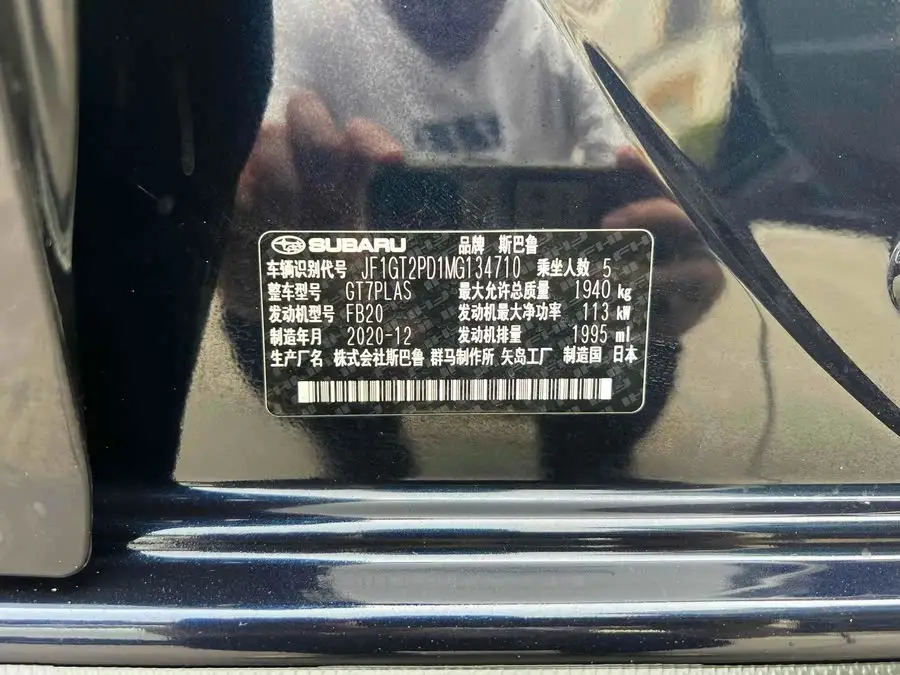 SUBARU 品牌 斯巴鲁
车辆识别代号 JF1GT2PD1MG134710 乘坐人数 5
整车型号 GT7PLAS 最大允许总质量 1940 kg
发动机型号 FB20 发动机最大净功率 113 kW
制造年月 2020-12 发动机排量 1995 ml
生产厂名 株式会社斯巴鲁 群马制作所 矢岛工厂 制造国 日本